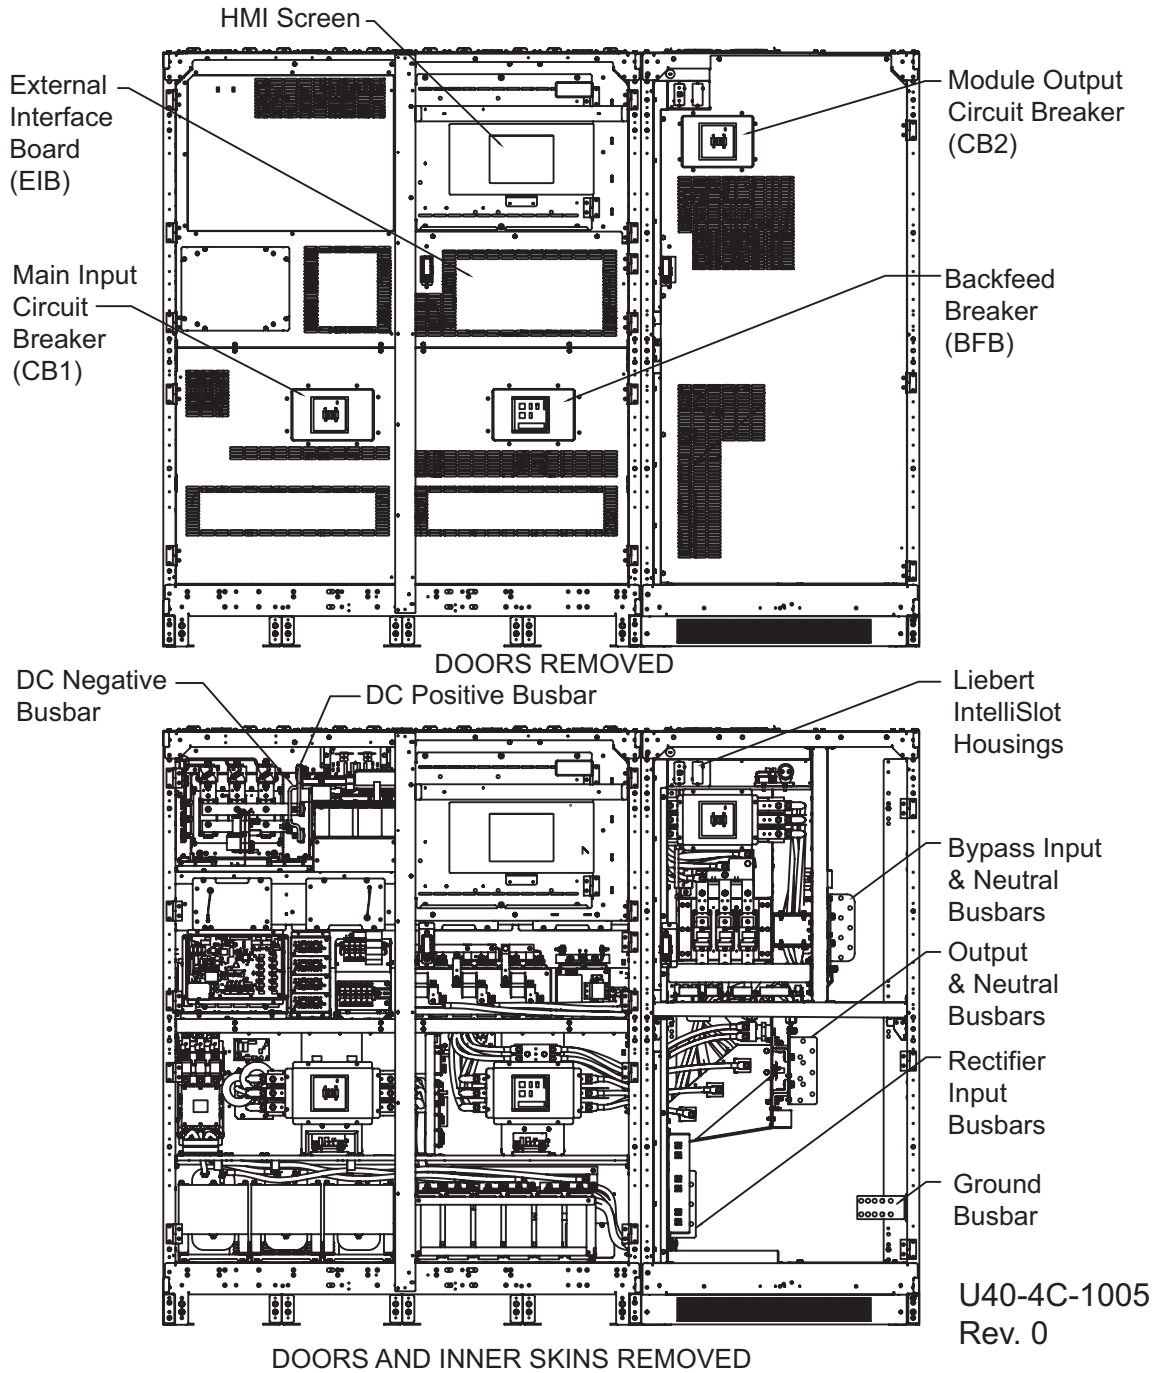 HMI Screen
External
Interface
Board
(EIB)
Module Output
Circuit Breaker
(CB2)
Main Input
Circuit
Breaker
(CB1)
Backfeed
Breaker
(BFB)
DOORS REMOVED
DC Negative
Busbar
DC Positive Busbar
Liebert
IntelliSlot
Housings
Bypass Input
& Neutral
Busbars
Output
& Neutral
Busbars
Rectifier
Input
Busbars
Ground
Busbar
U40-4C-1005
Rev. 0
DOORS AND INNER SKINS REMOVED